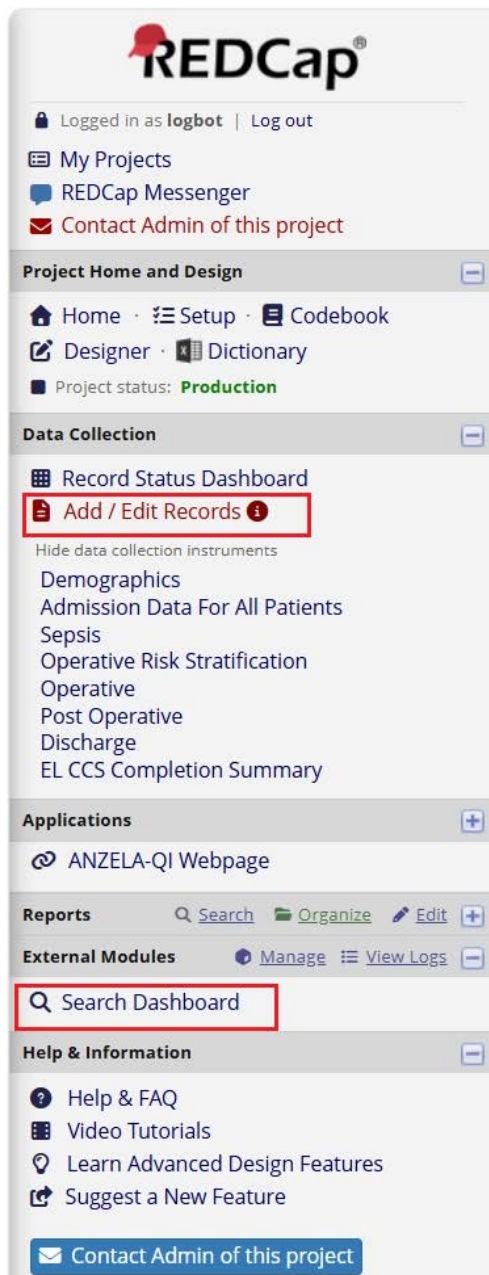 REDCap®
Logged in as logbot | Log out
My Projects
REDCap Messenger
Contact Admin of this project
Project Home and Design
Home · Setup · Codebook
Designer · Dictionary
Project status: Production
Data Collection
Record Status Dashboard
Add / Edit Records
Hide data collection instruments
Demographics
Admission Data For All Patients
Sepsis
Operative Risk Stratification
Operative
Post Operative
Discharge
EL CCS Completion Summary
Applications
ANZELA-QI Webpage
Reports Search Organize Edit
External Modules Manage View Logs
Search Dashboard
Help & Information
Help & FAQ
Video Tutorials
Learn Advanced Design Features
Suggest a New Feature
Contact Admin of this project